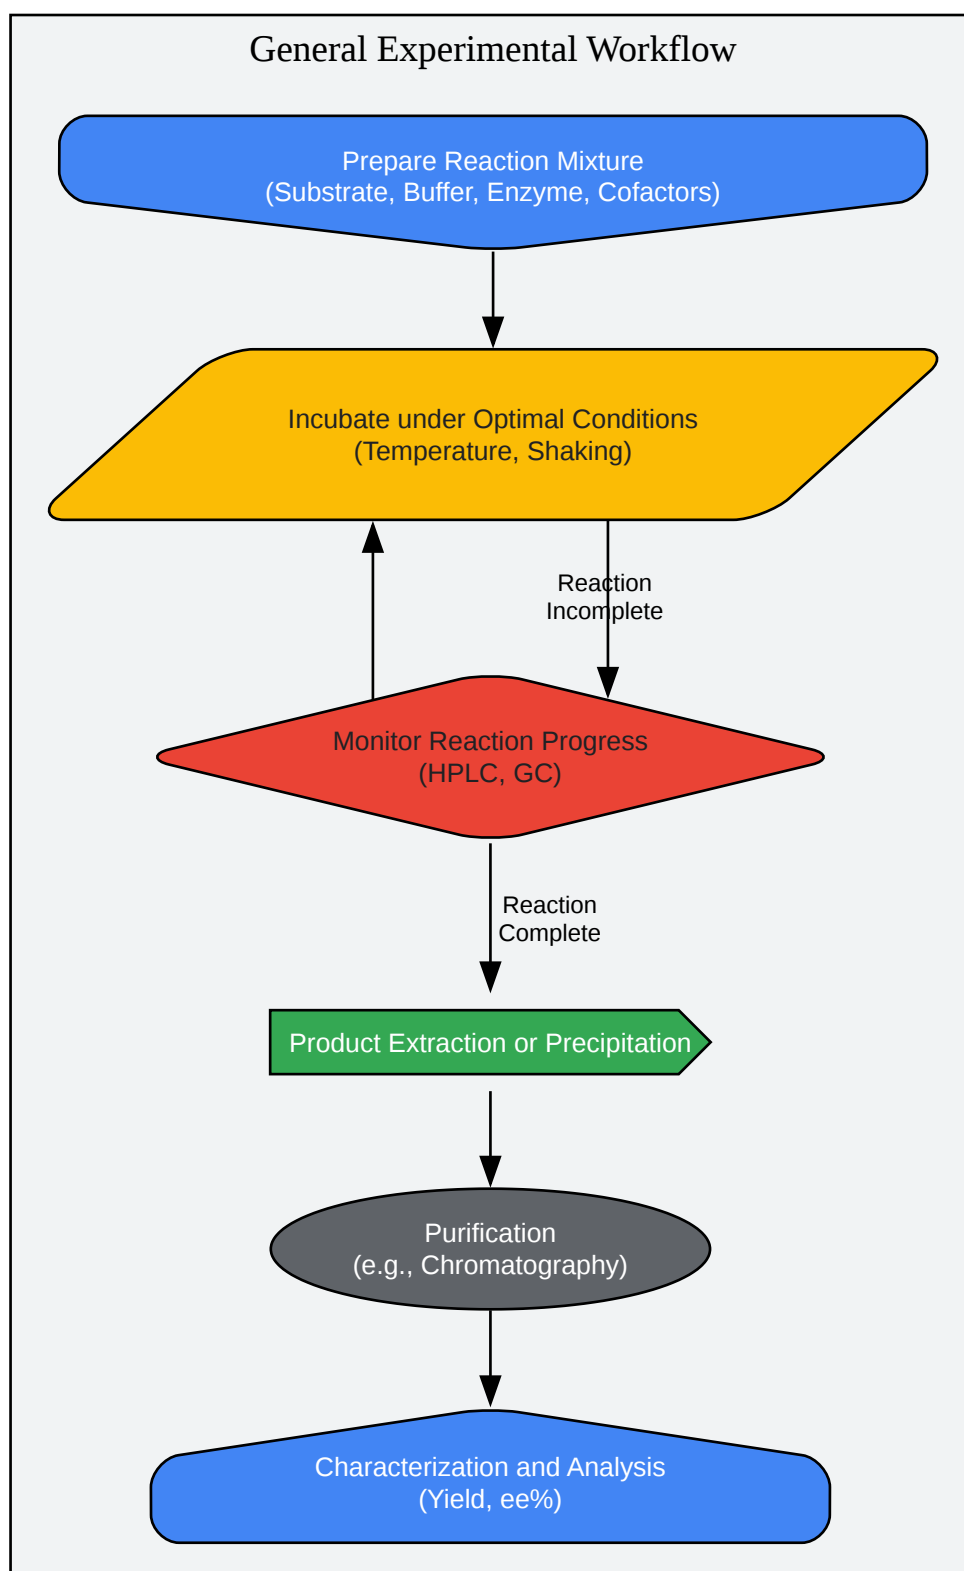 General Experimental Workflow
Prepare Reaction Mixture
(Substrate, Buffer, Enzyme, Cofactors)
Incubate under Optimal Conditions
(Temperature, Shaking)
Reaction
Incomplete
Monitor Reaction Progress
(HPLC, GC)
Reaction
Complete
Product Extraction or Precipitation
Purification
(e.g., Chromatography)
Characterization and Analysis
(Yield, ee%)